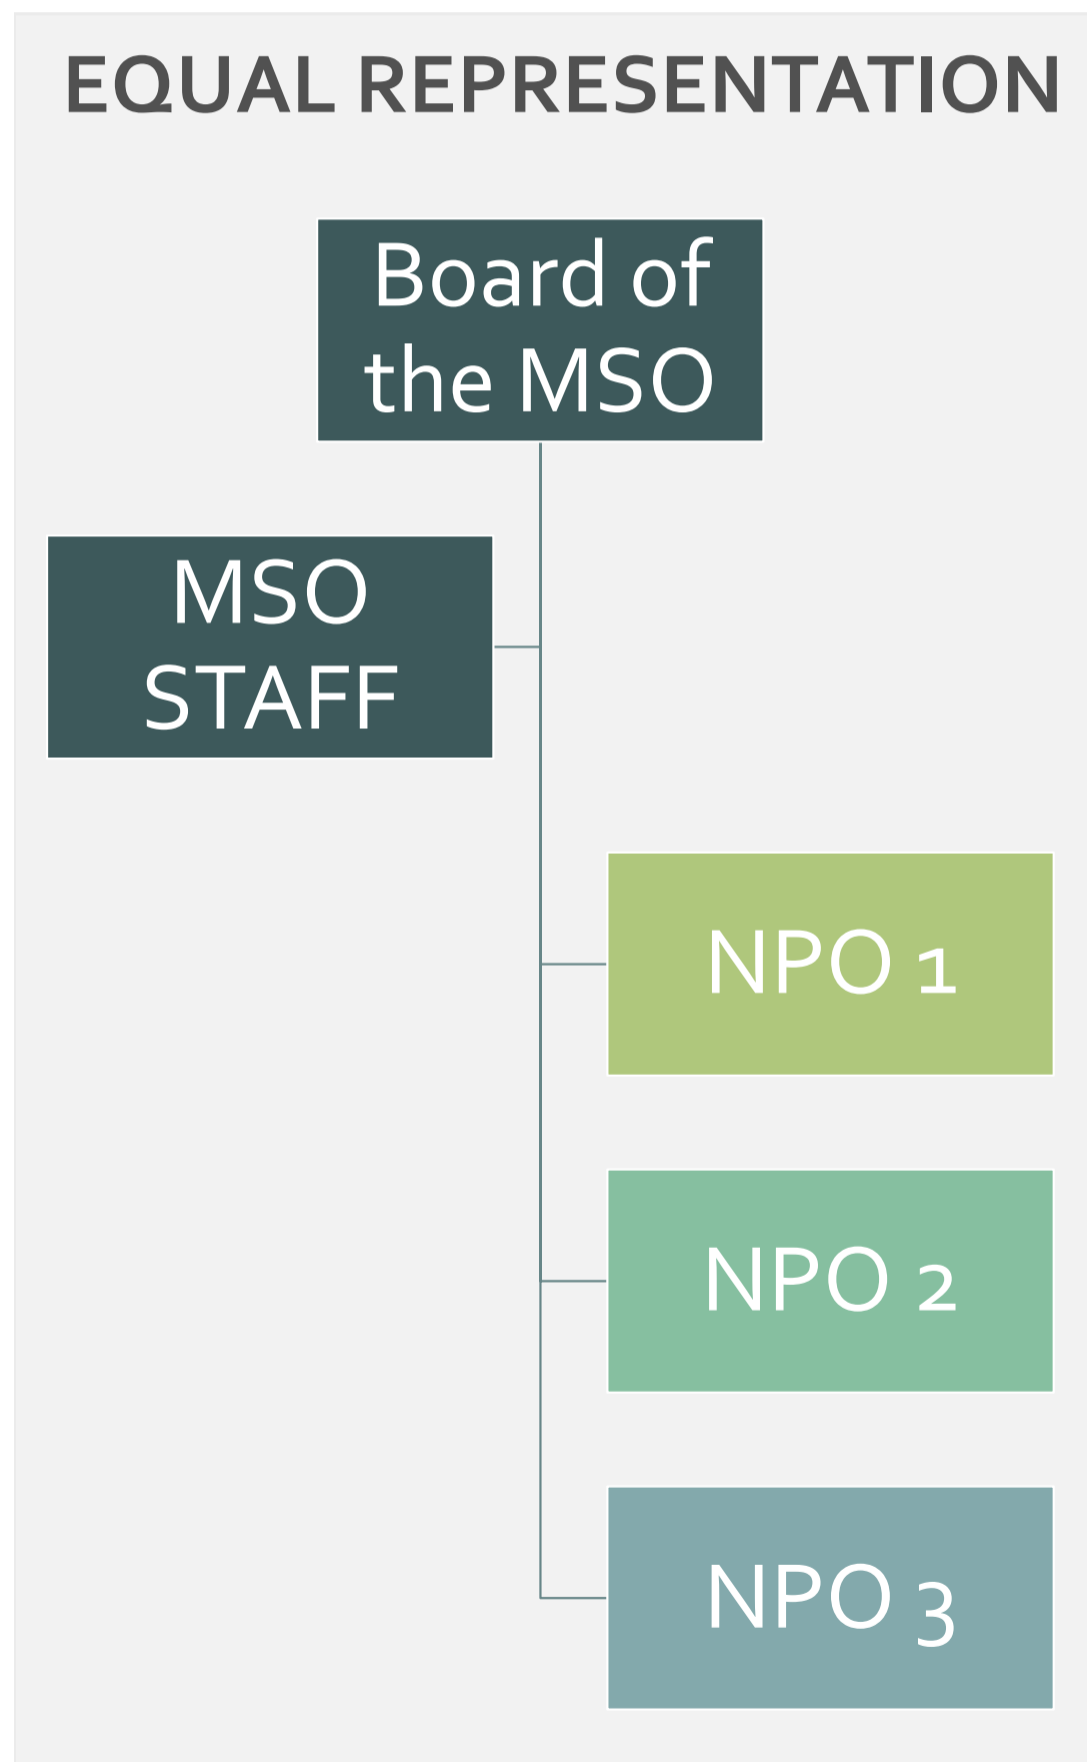 EQUAL REPRESENTATION
Board of
the MSO
MSO
STAFF
NPO 1
NPO 2
NPO 3